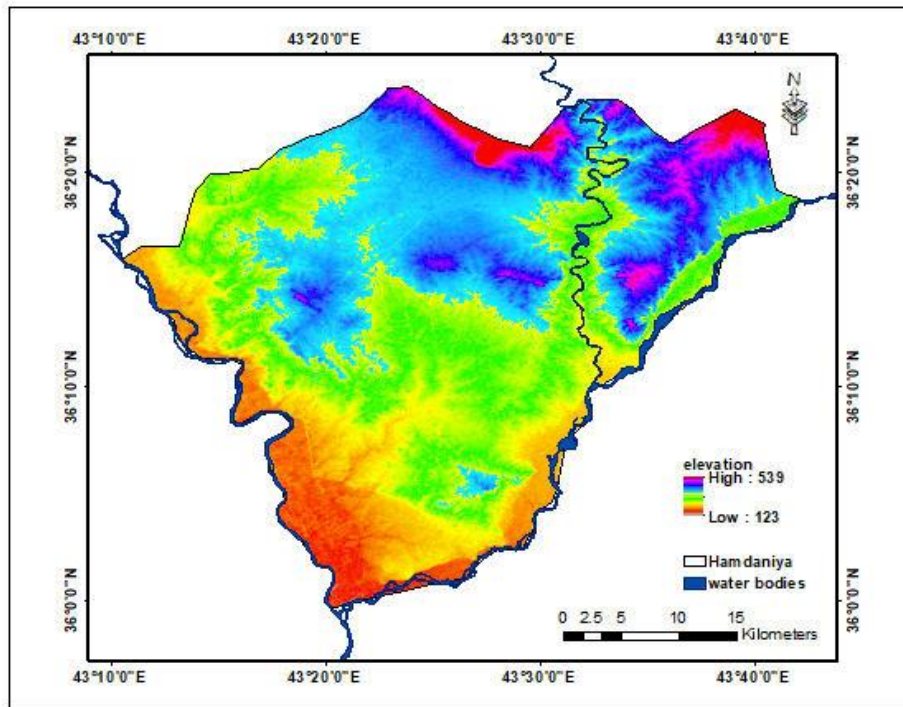 43°10'0"E 43°20'0"E 43°30'0"E 43°40'0"E
N
36°20'0"N 36°20'0"N
36°10'0"N 36°10'0"N
elevation
High : 539
Low : 123
Hamdaniya
water bodies
36°0'0"N 36°0'0"N
0 2.5 5 10 15
Kilometers
43°10'0"E 43°20'0"E 43°30'0"E 43°40'0"E